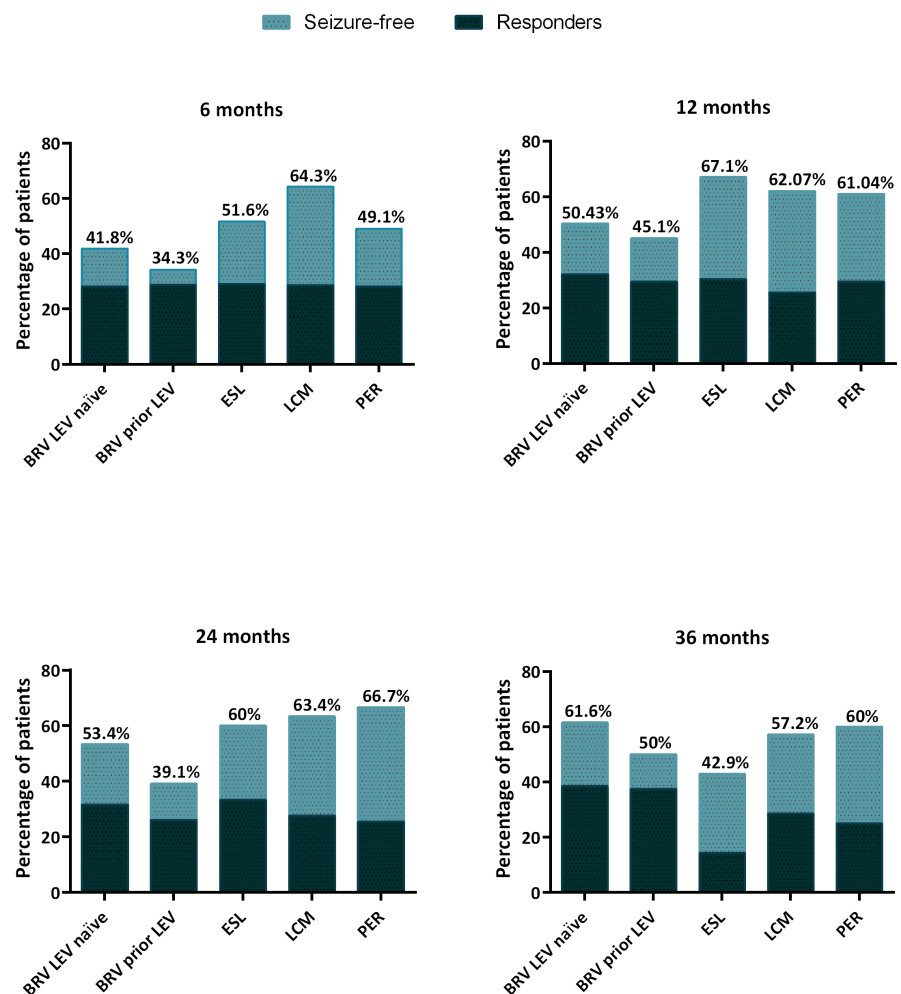 Seizure-free Responders
6 months
Percentage of patients
80
60
40
20
0
41.8%
34.3%
51.6%
64.3%
49.1%
BRV LEV naïve
BRV prior LEV
ESL
LCM
PER
12 months
Percentage of patients
80
60
40
20
0
50.43%
45.1%
67.1%
62.07%
61.04%
BRV LEV naïve
BRV prior LEV
ESL
LCM
PER
24 months
Percentage of patients
80
60
40
20
0
53.4%
39.1%
60%
63.4%
66.7%
BRV LEV naïve
BRV prior LEV
ESL
LCM
PER
36 months
Percentage of patients
80
60
40
20
0
61.6%
50%
42.9%
57.2%
60%
BRV LEV naïve
BRV prior LEV
ESL
LCM
PER